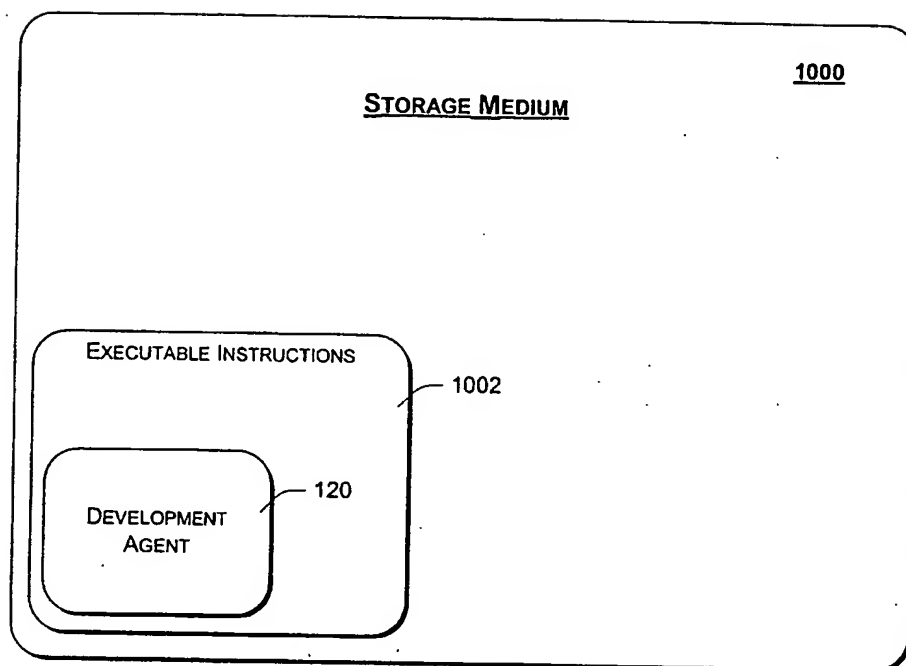 1000
STORAGE MEDIUM
EXECUTABLE INSTRUCTIONS
1002
120
DEVELOPMENT
AGENT